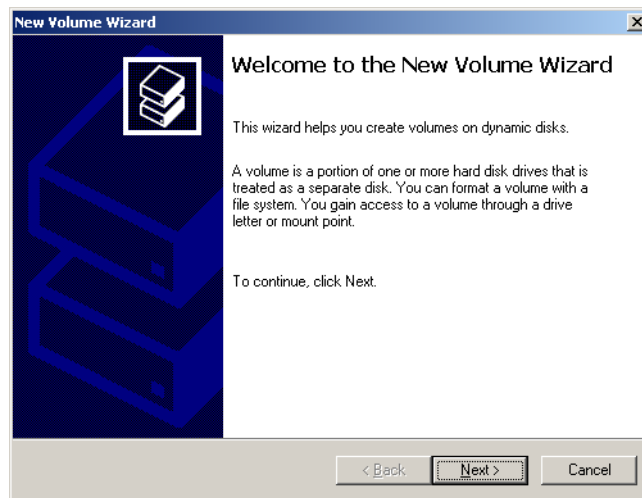 New Volume Wizard
Welcome to the New Volume Wizard
This wizard helps you create volumes on dynamic disks.
A volume is a portion of one or more hard disk drives that is
treated as a separate disk. You can format a volume with a
file system. You gain access to a volume through a drive
letter or mount point.
To continue, click Next.
< Back
Next >
Cancel